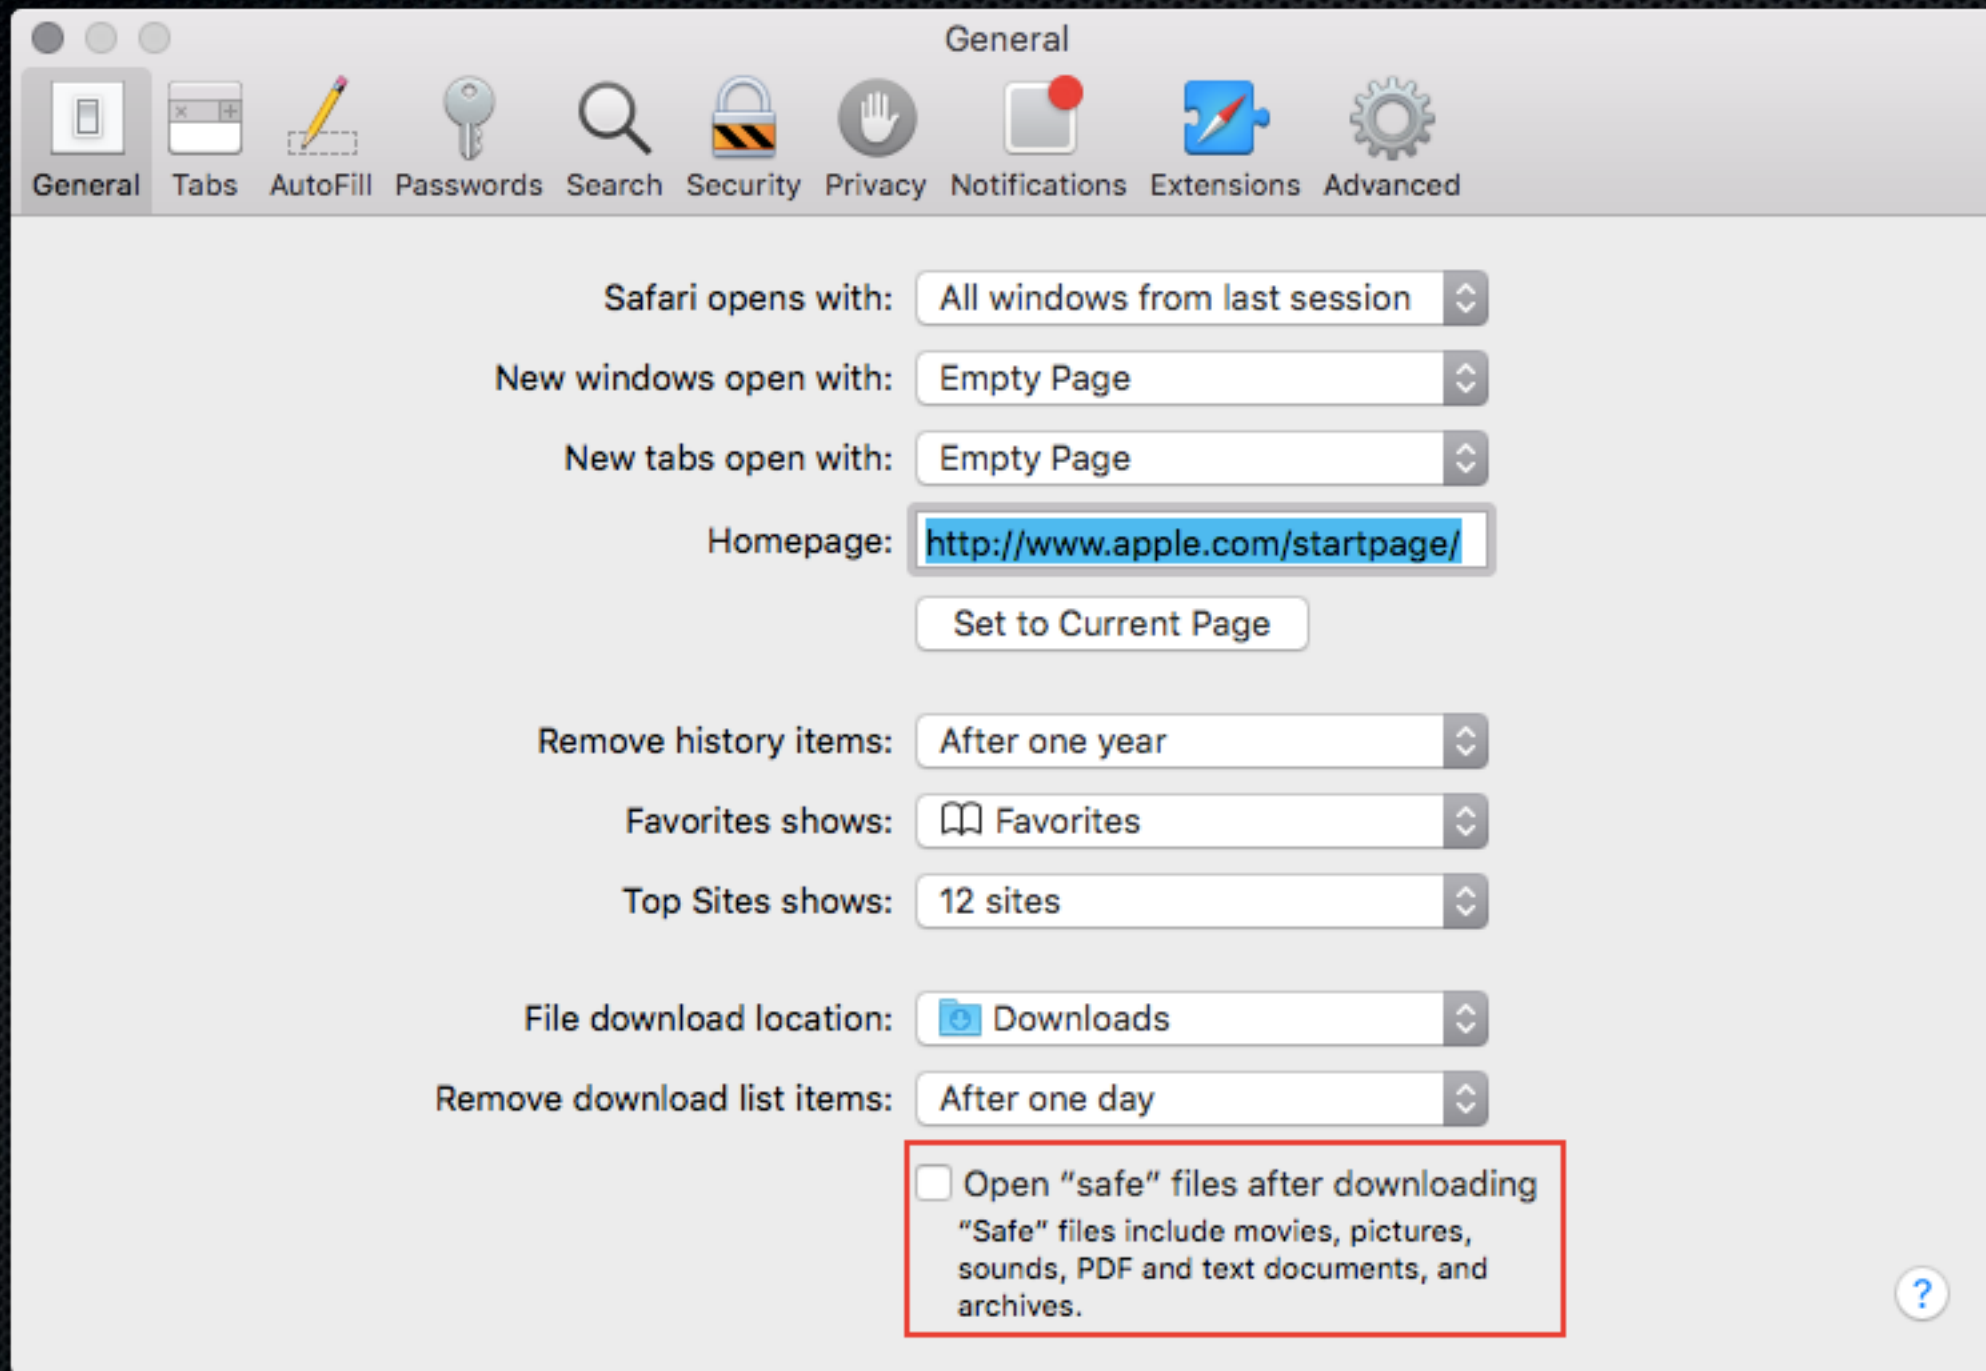 General
General Tabs AutoFill Passwords Search Security Privacy Notifications Extensions Advanced
Safari opens with: All windows from last session
New windows open with: Empty Page
New tabs open with: Empty Page
Homepage: http://www.apple.com/startpage/
Set to Current Page
Remove history items: After one year
Favorites shows: Favorites
Top Sites shows: 12 sites
File download location: Downloads
Remove download list items: After one day
Open “safe” files after downloading
“Safe” files include movies, pictures,
sounds, PDF and text documents, and
archives.
?